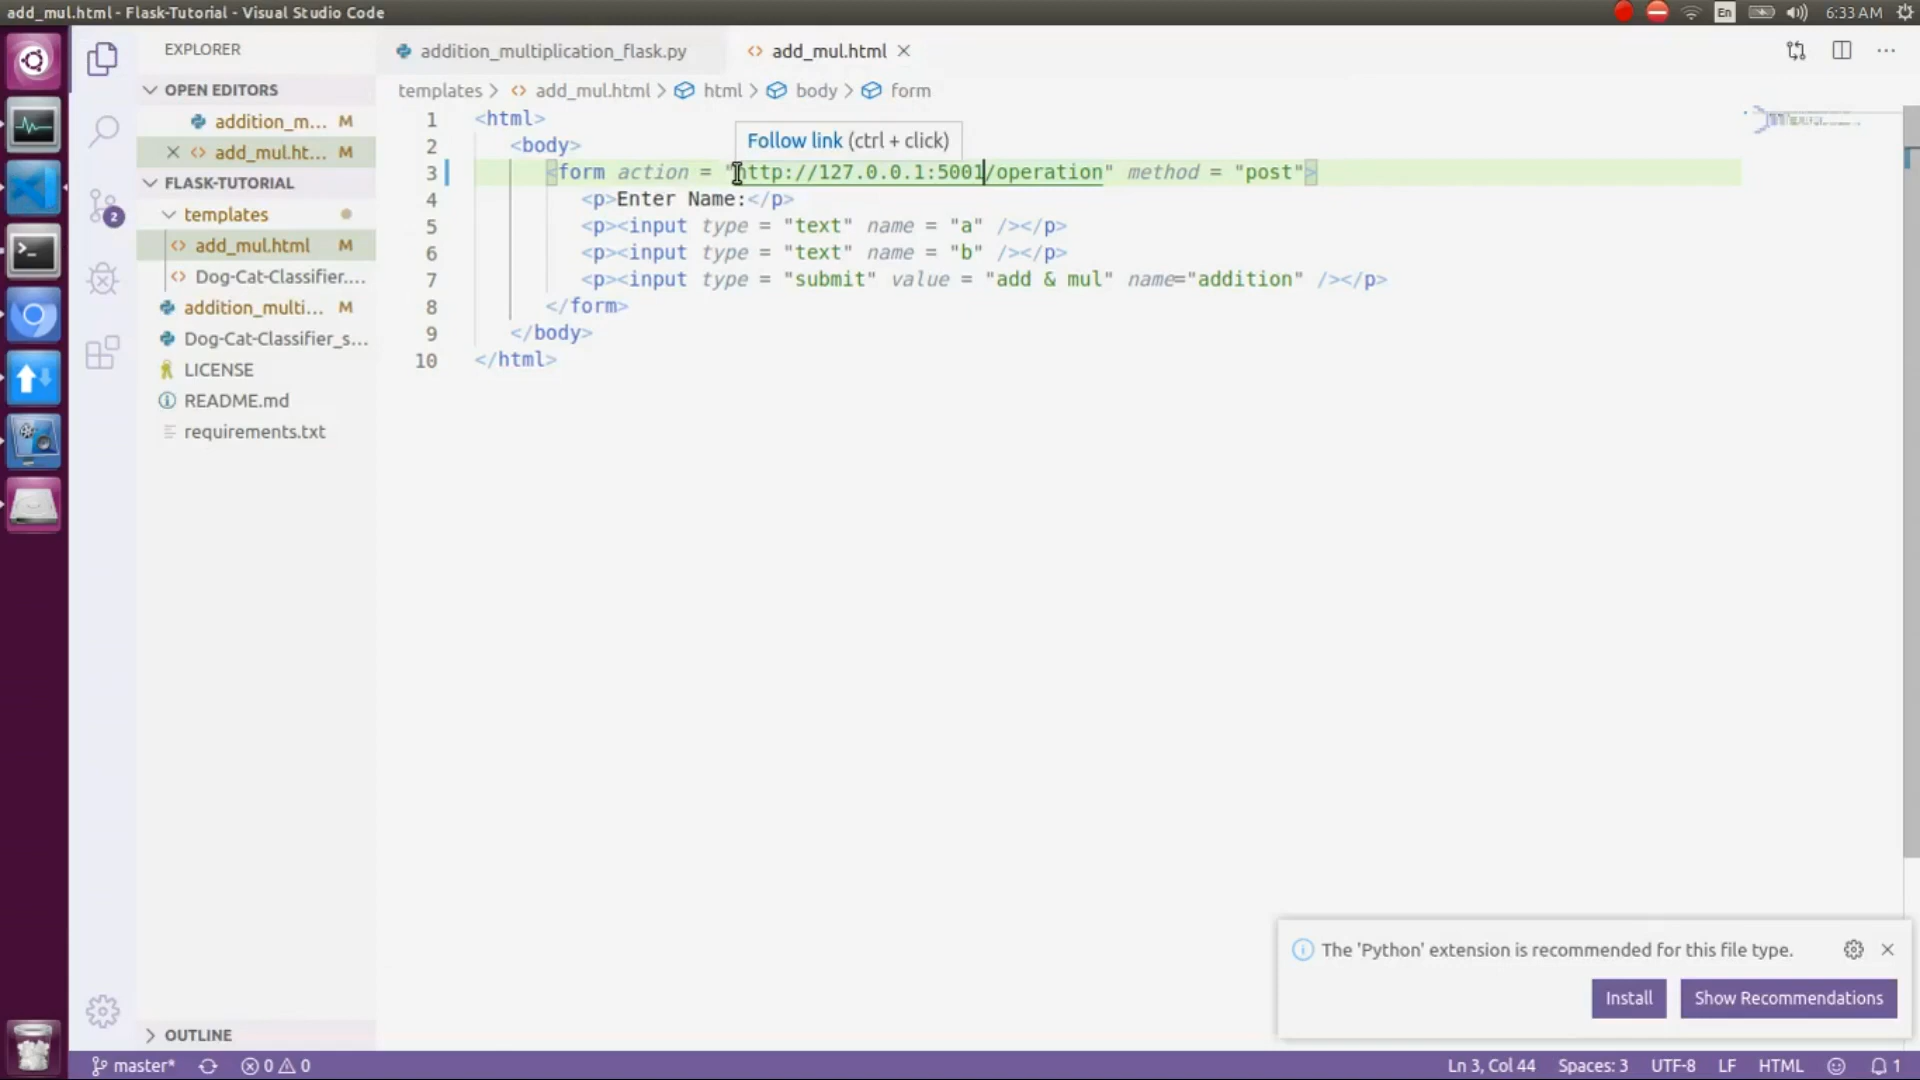 add_mul.html - Flask-Tutorial - Visual Studio Code
En
6:33 AM
EXPLORER
addition_multiplication_flask.py
add_mul.html
OPEN EDITORS
addition_m... M
add_mul.ht... M
FLASK-TUTORIAL
templates
add_mul.html M
Dog-Cat-Classifier....
addition_multi... M
Dog-Cat-Classifier_s...
LICENSE
README.md
requirements.txt
2
OUTLINE
templates > add_mul.html > html > body > form
Follow link (ctrl + click)
1 <html>
2 <body>
3 <form action = "http://127.0.0.1:5001/operation" method = "post">
4 <p>Enter Name:</p>
5 <p><input type = "text" name = "a" /></p>
6 <p><input type = "text" name = "b" /></p>
7 <p><input type = "submit" value = "add & mul" name="addition" /></p>
8 </form>
9 </body>
10 </html>
The 'Python' extension is recommended for this file type.
Install
Show Recommendations
master* 0 0 Ln 3, Col 44 Spaces: 3 UTF-8 LF HTML 1